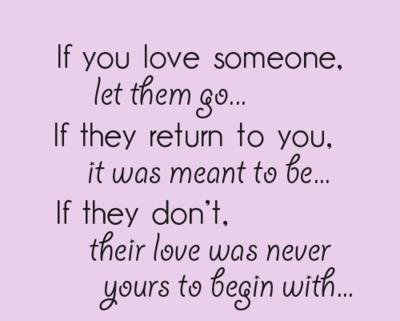 If you love someone,
let them go...
If they return to you,
it was meant to be...
If they don't,
their love was never
yours to begin with...